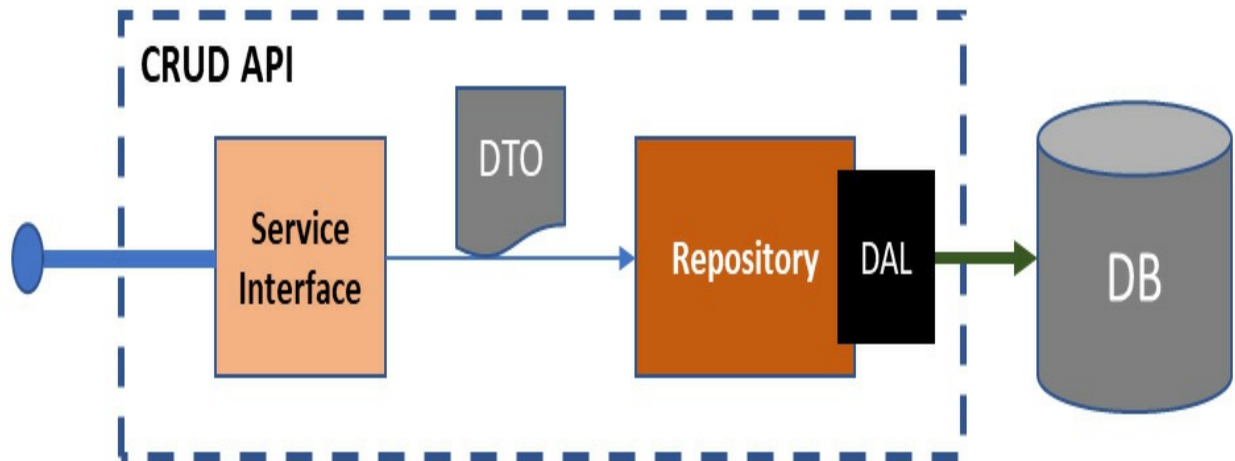 CRUD API
DTO
Service
Interface
Repository
DAL
DB